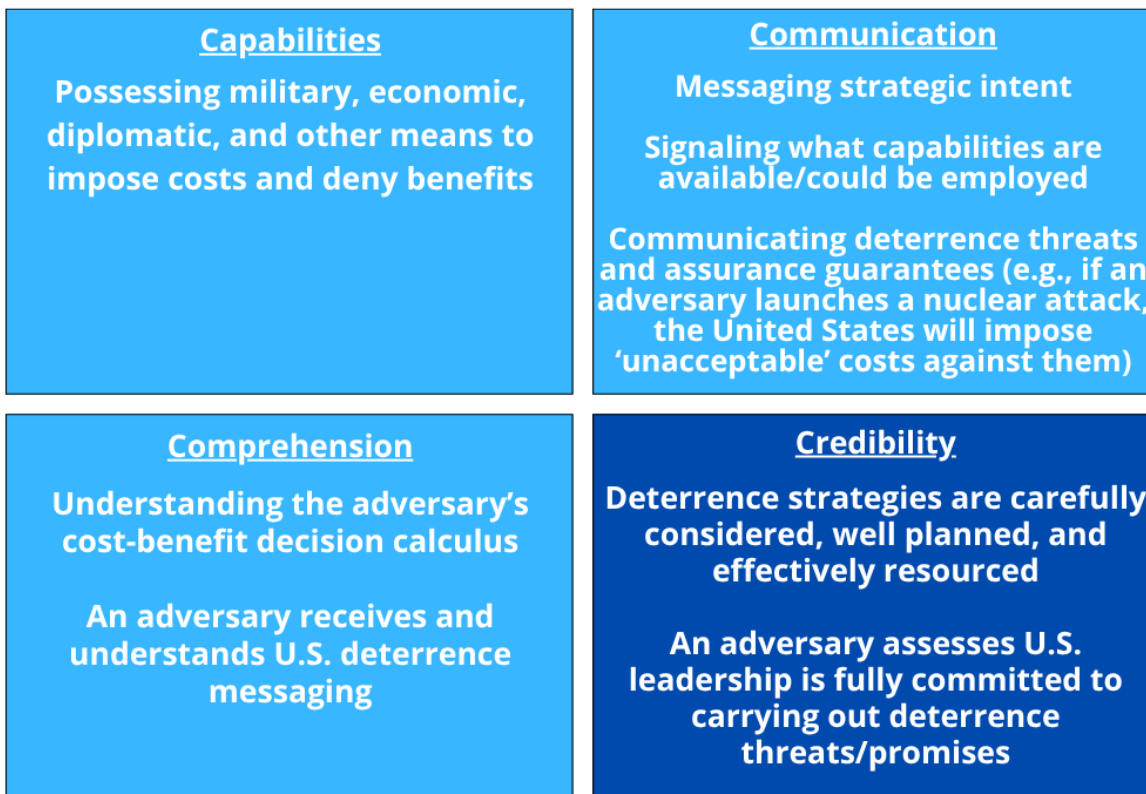 Capabilities
Possessing military, economic,
diplomatic, and other means to
impose costs and deny benefits
Communication
Messaging strategic intent
Signaling what capabilities are
available/could be employed
Communicating deterrence threats
and assurance guarantees (e.g., if an
adversary launches a nuclear attack,
the United States will impose
‘unacceptable’ costs against them)
Comprehension
Understanding the adversary’s
cost-benefit decision calculus
An adversary receives and
understands U.S. deterrence
messaging
Credibility
Deterrence strategies are carefully
considered, well planned, and
effectively resourced
An adversary assesses U.S.
leadership is fully committed to
carrying out deterrence
threats/promises